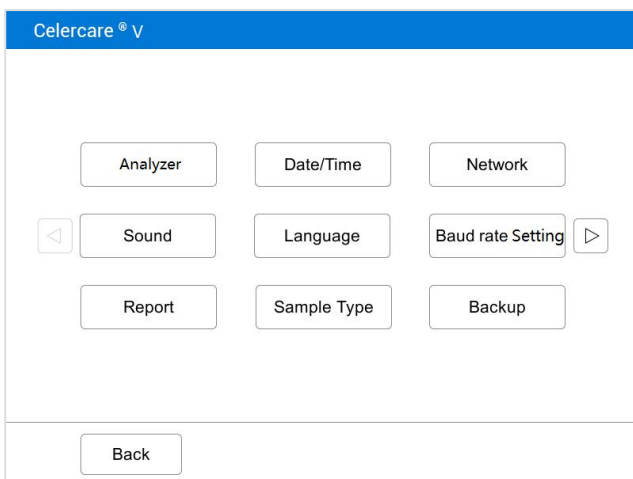 Celercare ® V
Analyzer
Date/Time
Network
Sound
Language
Baud rate Setting
Report
Sample Type
Backup
Back